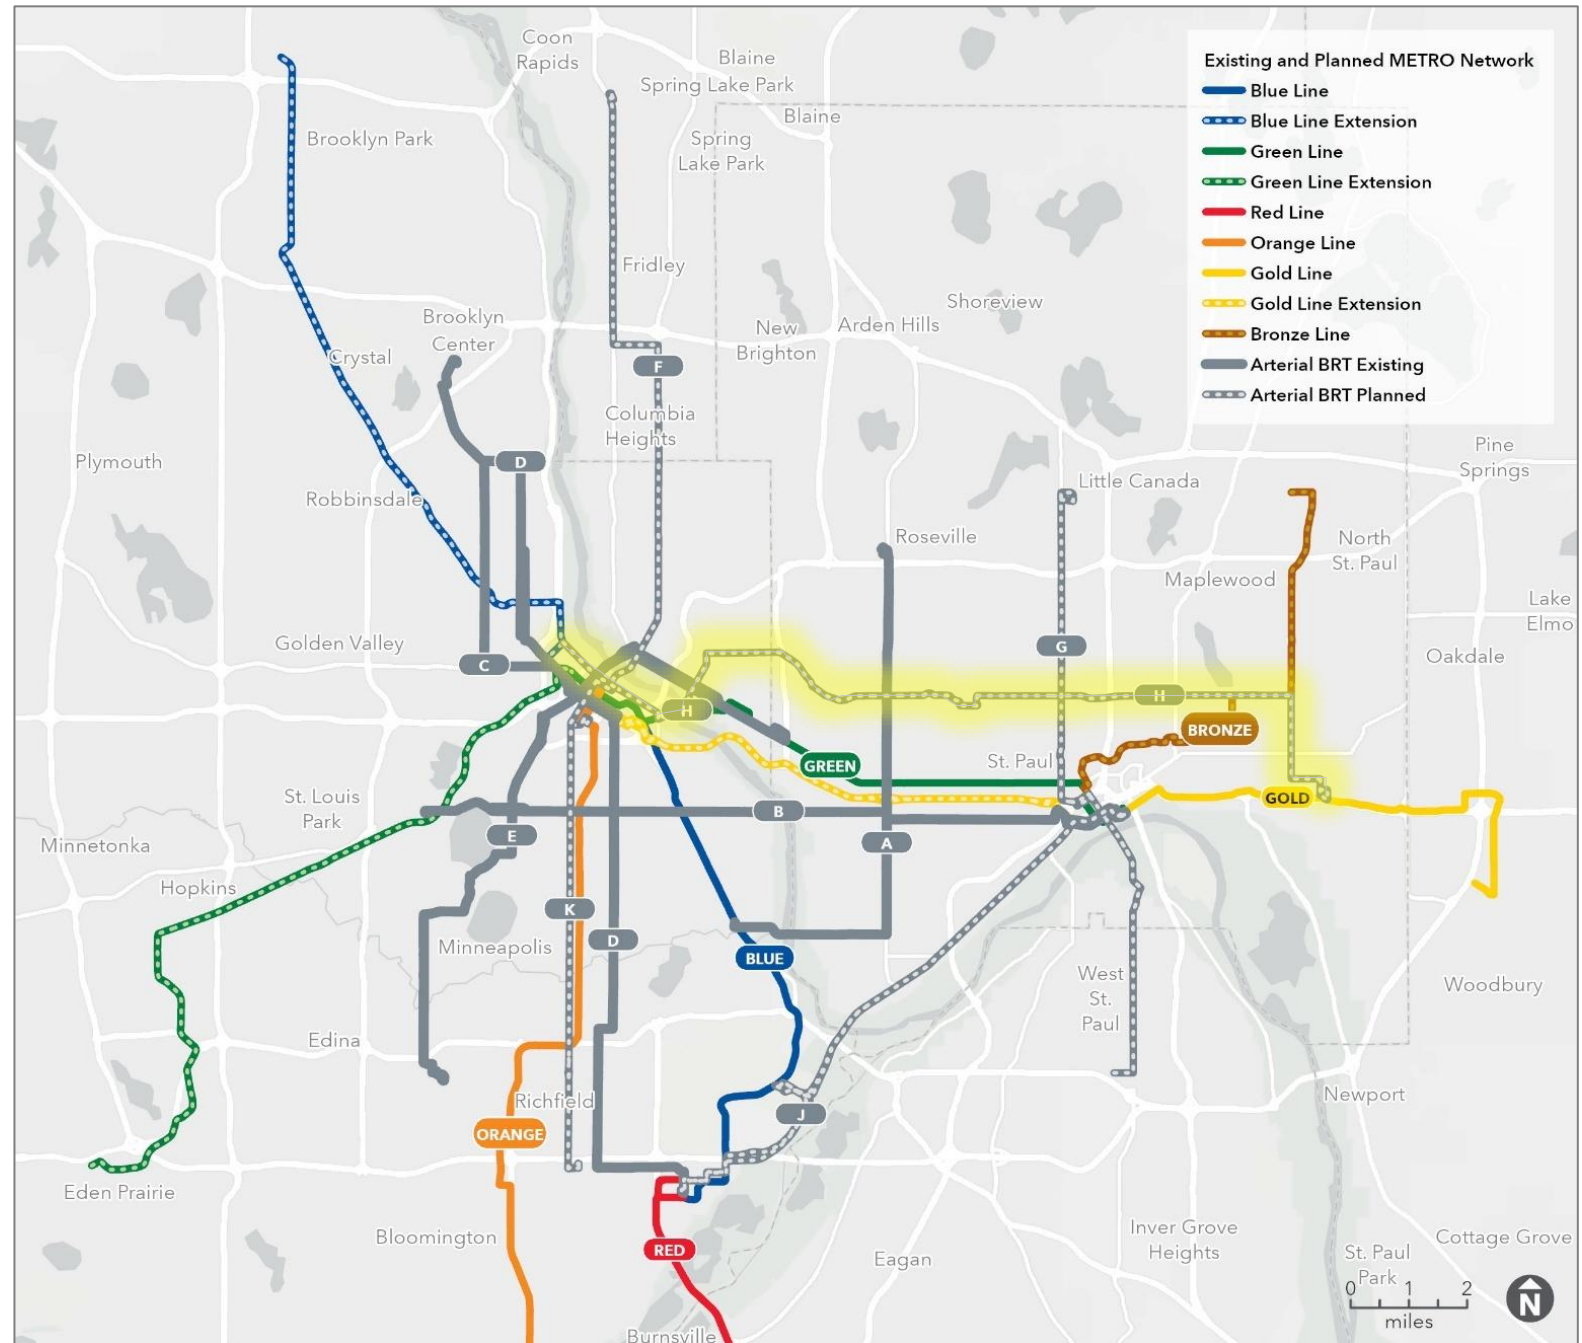 Coon
Rapids
Blaine
Spring Lake Park
Blaine
Spring
Lake Park
Brooklyn Park
Existing and Planned METRO Network
Blue Line
Blue Line Extension
Green Line
Green Line Extension
Red Line
Orange Line
Gold Line
Gold Line Extension
Bronze Line
Arterial BRT Existing
Arterial BRT Planned
Fridley
Shoreview
Brooklyn
Center
New
Brighton
Arden Hills
Crystal
F
Columbia
Heights
Plymouth
D
Robbinsdale
Little Canada
Pine
Springs
Roseville
North
St. Paul
Maplewood
Lake
Elmo
Golden Valley
C
G
Oakdale
H
H
BRONZE
St. Paul
GREEN
GOLD
St. Louis
Park
B
E
A
Minnetonka
Hopkins
K
D
Minneapolis
BLUE
West
St.
Paul
Woodbury
Edina
Richfield
J
Newport
ORANGE
Eden Prairie
Bloomington
RED
Eagan
Inver Grove
Heights
Cottage Grove
St. Paul
Park
0 1 2
miles
N
Burnsville